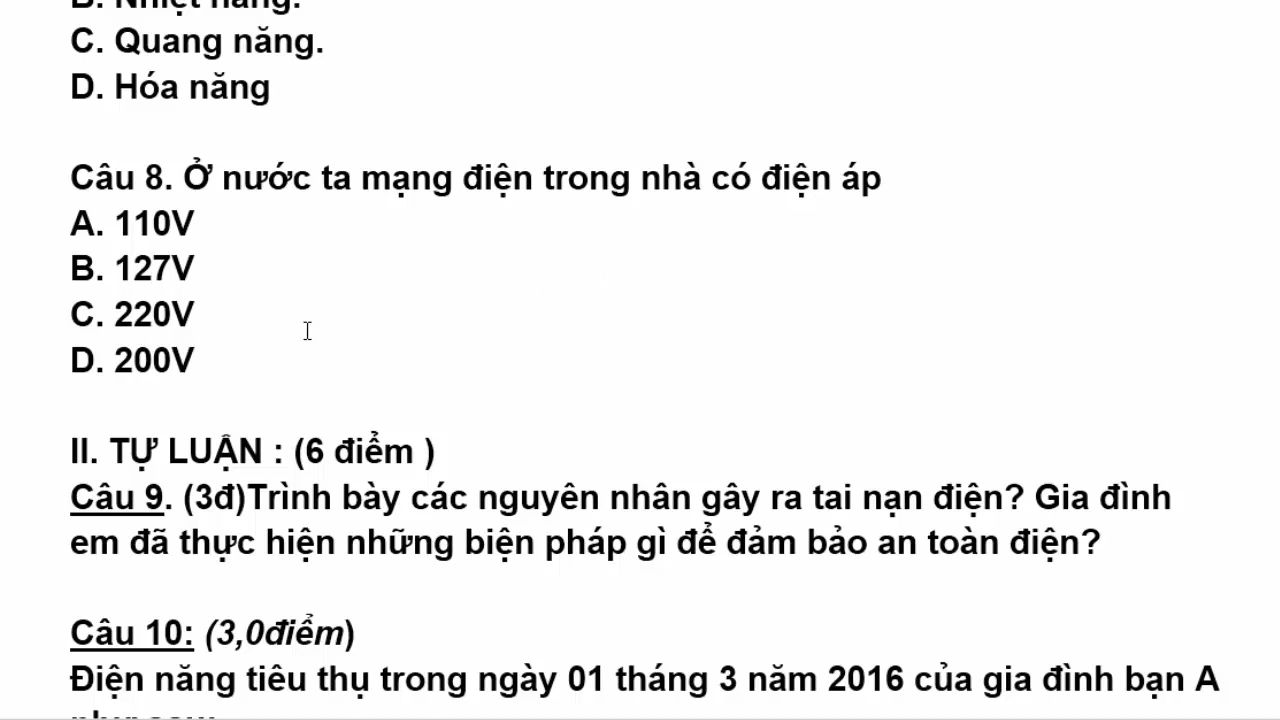 B. Nhiệt năng.
C. Quang năng.
D. Hóa năng
Câu 8. Ở nước ta mạng điện trong nhà có điện áp
A. 110V
B. 127V
C. 220V
D. 200V
II. TỰ LUẬN : (6 điểm )
Câu 9. (3đ)Trình bày các nguyên nhân gây ra tai nạn điện? Gia đình
em đã thực hiện những biện pháp gì để đảm bảo an toàn điện?
Câu 10: (3,0điểm)
Điện năng tiêu thụ trong ngày 01 tháng 3 năm 2016 của gia đình bạn A